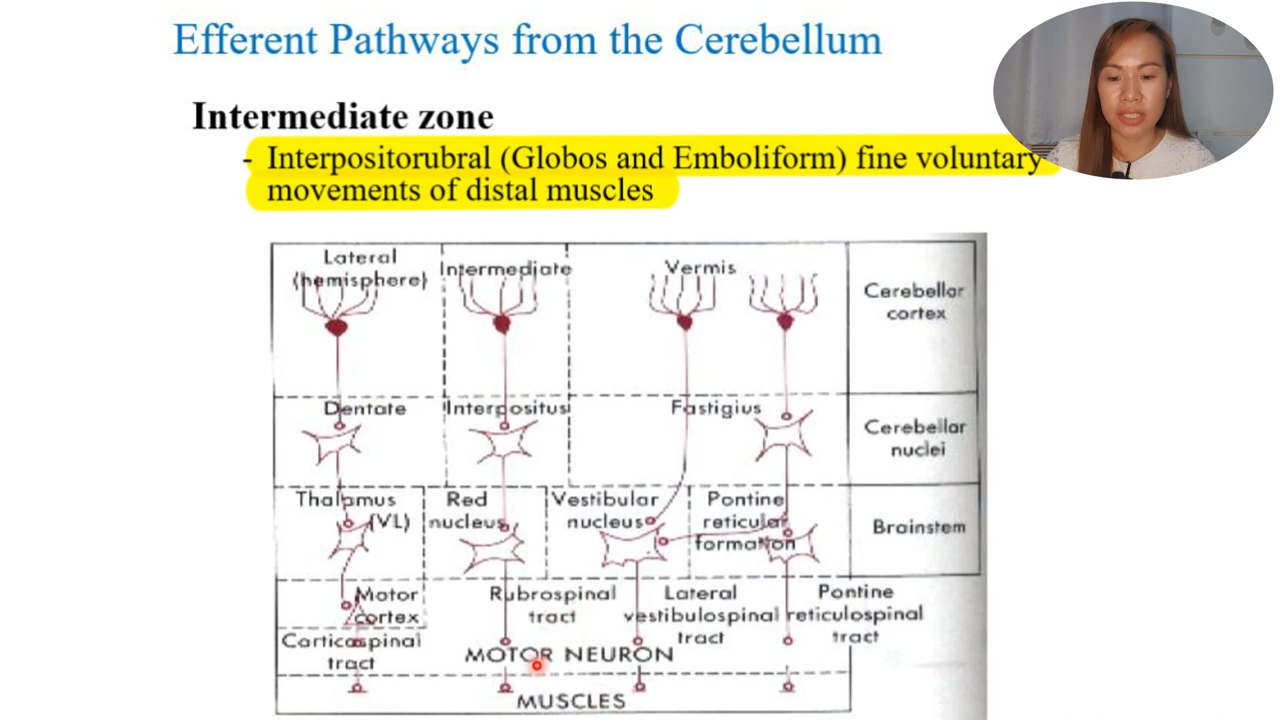 Efferent Pathways from the Cerebellum
Intermediate zone
- Interpositorubral (Globos and Emboliform) fine voluntary
movements of distal muscles
Lateral
(hemisphere)
Intermediate
Vermis
Cerebellar
cortex
Dentate
Interpositus
Fastigius
Cerebellar
nuclei
Thalamus
(VL)
Red
nucleus
Vestibular
nucleus
Pontine
reticular
formation
Brainstem
Motor
cortex
Rubrospinal
tract
Lateral
vestibulospinal
tract
Pontine
reticulospinal
tract
Corticospinal
tract
MOTOR NEURON
MUSCLES